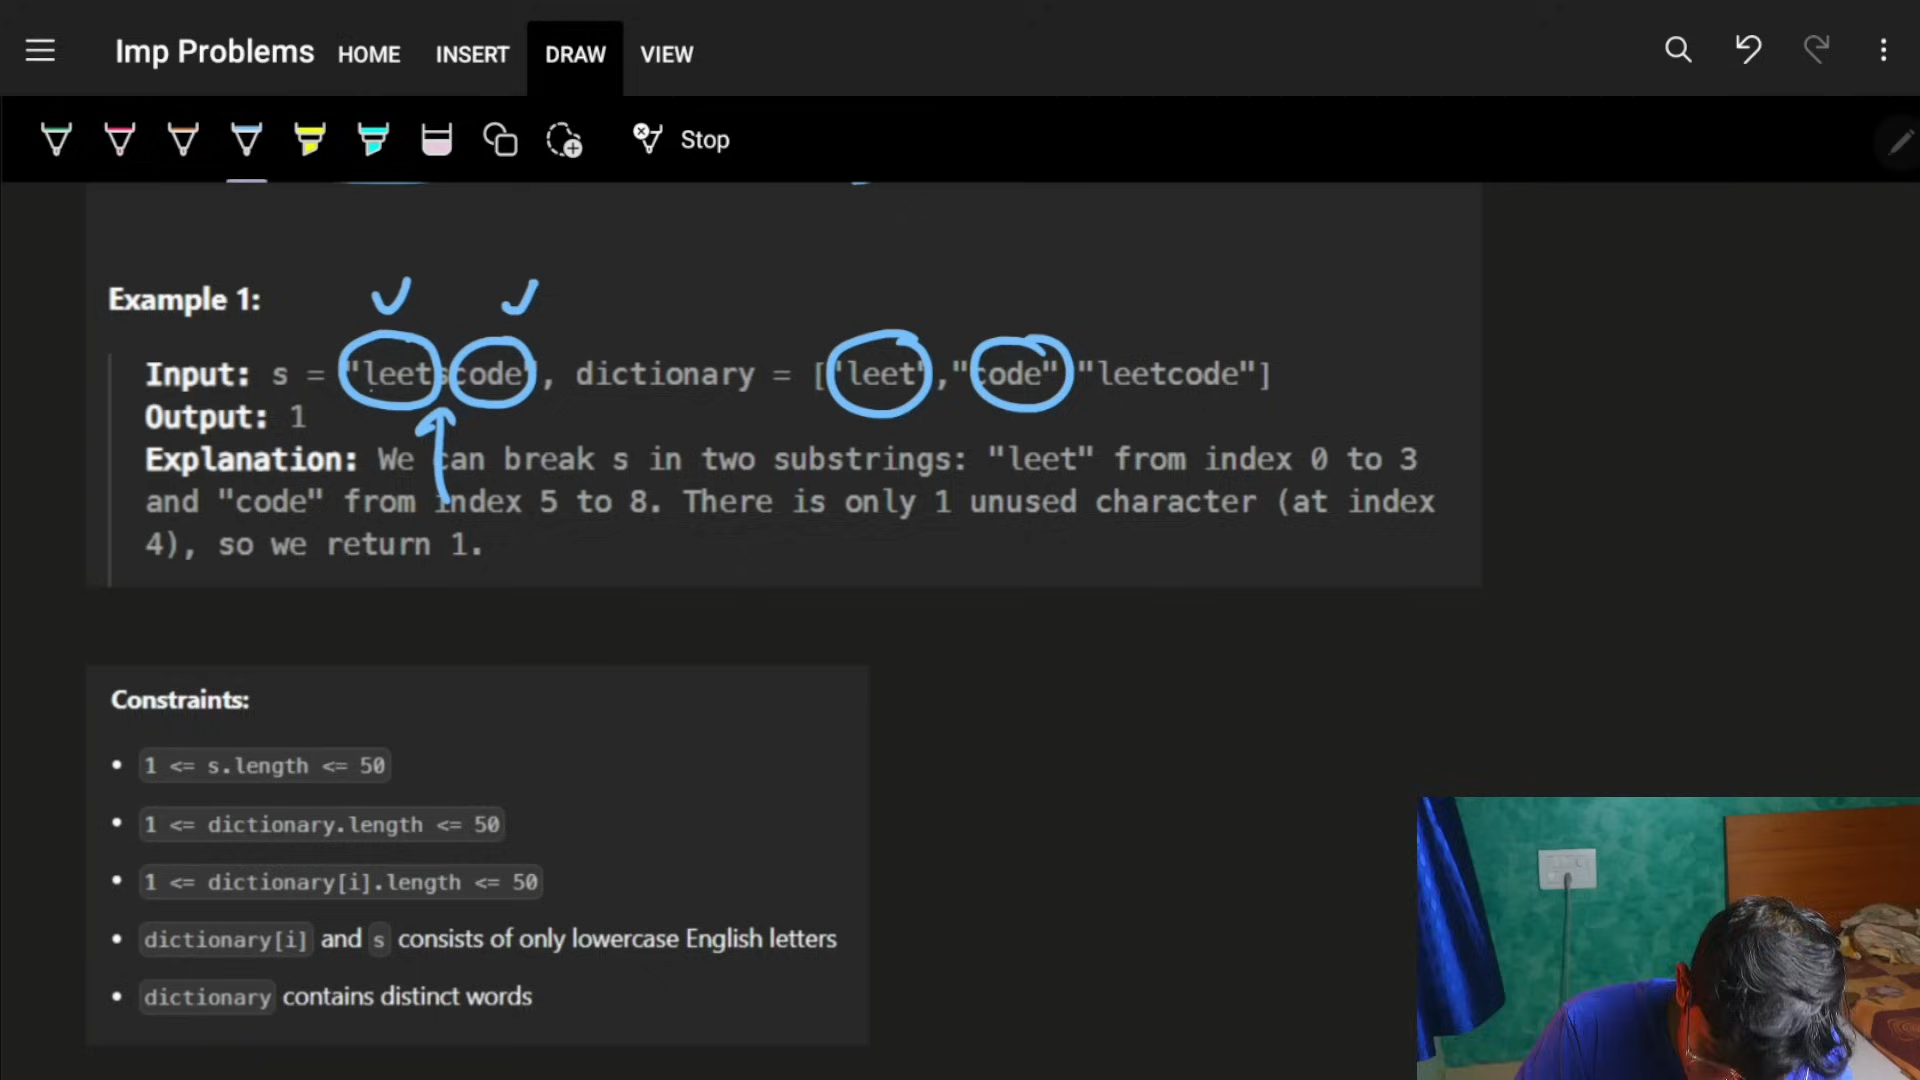 Imp Problems HOME INSERT DRAW VIEW
Stop
Example 1:
Input: s = "leetscode", dictionary = ["leet","code","leetcode"]
Output: 1
Explanation: We can break s in two substrings: "leet" from index 0 to 3
and "code" from index 5 to 8. There is only 1 unused character (at index
4), so we return 1.
Constraints:
1 <= s.length <= 50
1 <= dictionary.length <= 50
1 <= dictionary[i].length <= 50
dictionary[i] and s consists of only lowercase English letters
dictionary contains distinct words